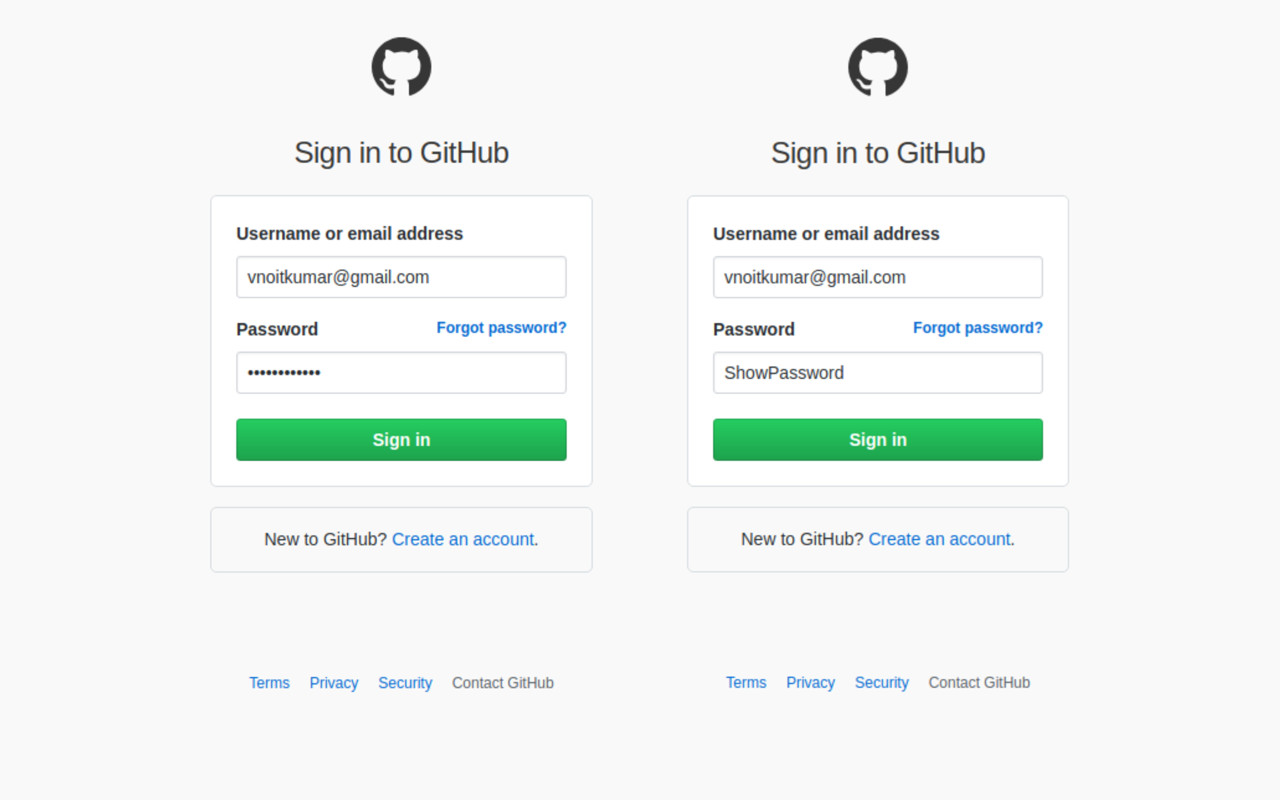 Sign in to GitHub
Username or email address
vnoitkumar@gmail.com
Password Forgot password?
••••••••••••
Sign in
New to GitHub? Create an account.
Terms Privacy Security Contact GitHub
Sign in to GitHub
Username or email address
vnoitkumar@gmail.com
Password Forgot password?
ShowPassword
Sign in
New to GitHub? Create an account.
Terms Privacy Security Contact GitHub